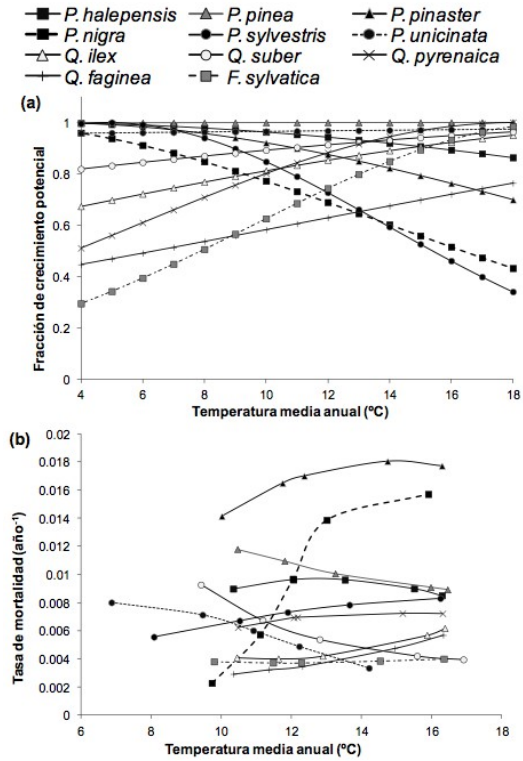 P. halepensis P. pinea P. pinaster
P. nigra P. sylvestris P. unicinata
Q. ilex Q. suber Q. pyrenaica
Q. faginea F. sylvatica
(a)
Fracción de crecimiento potencial
1
0.8
0.6
0.4
0.2
0
4 6 8 10 12 14 16 18
Temperatura media anual (ºC)
(b)
Tasa de mortalidad (año⁻¹)
0.02
0.018
0.016
0.014
0.012
0.01
0.008
0.006
0.004
0.002
0
6 8 10 12 14 16 18
Temperatura media anual (ºC)